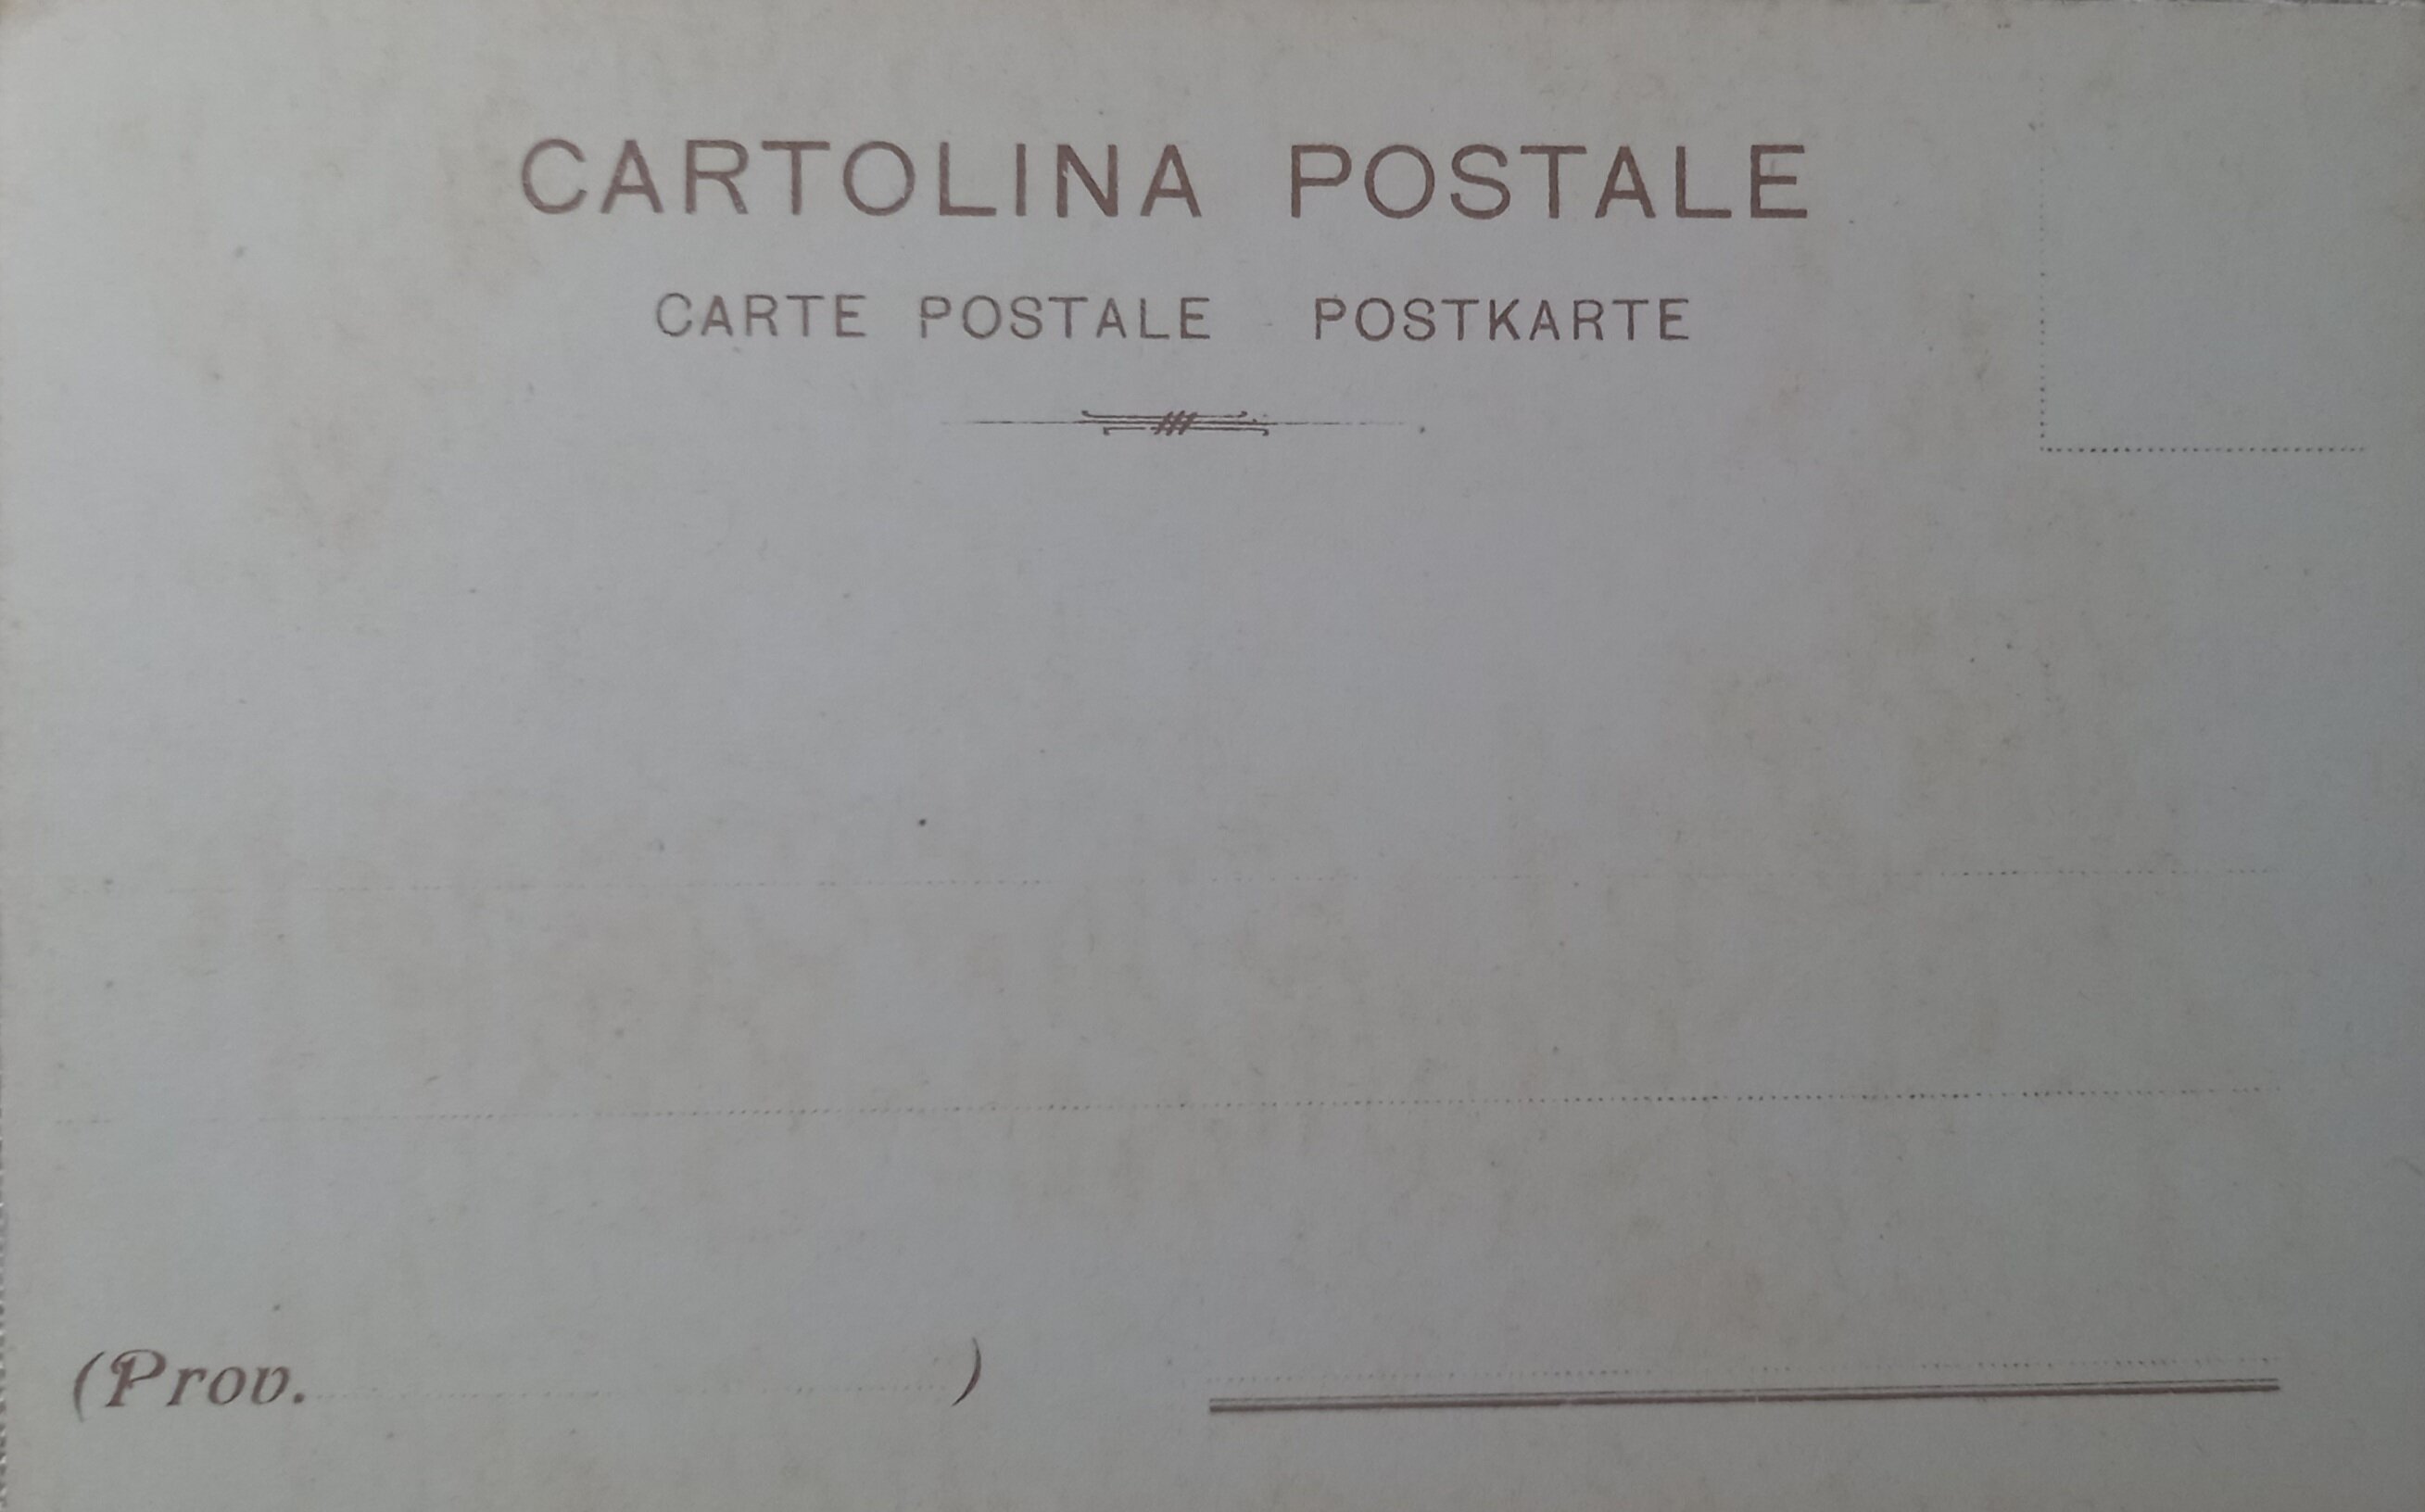 CARTOLINA POSTALE
CARTE POSTALE - POSTKARTE
(Prov. )